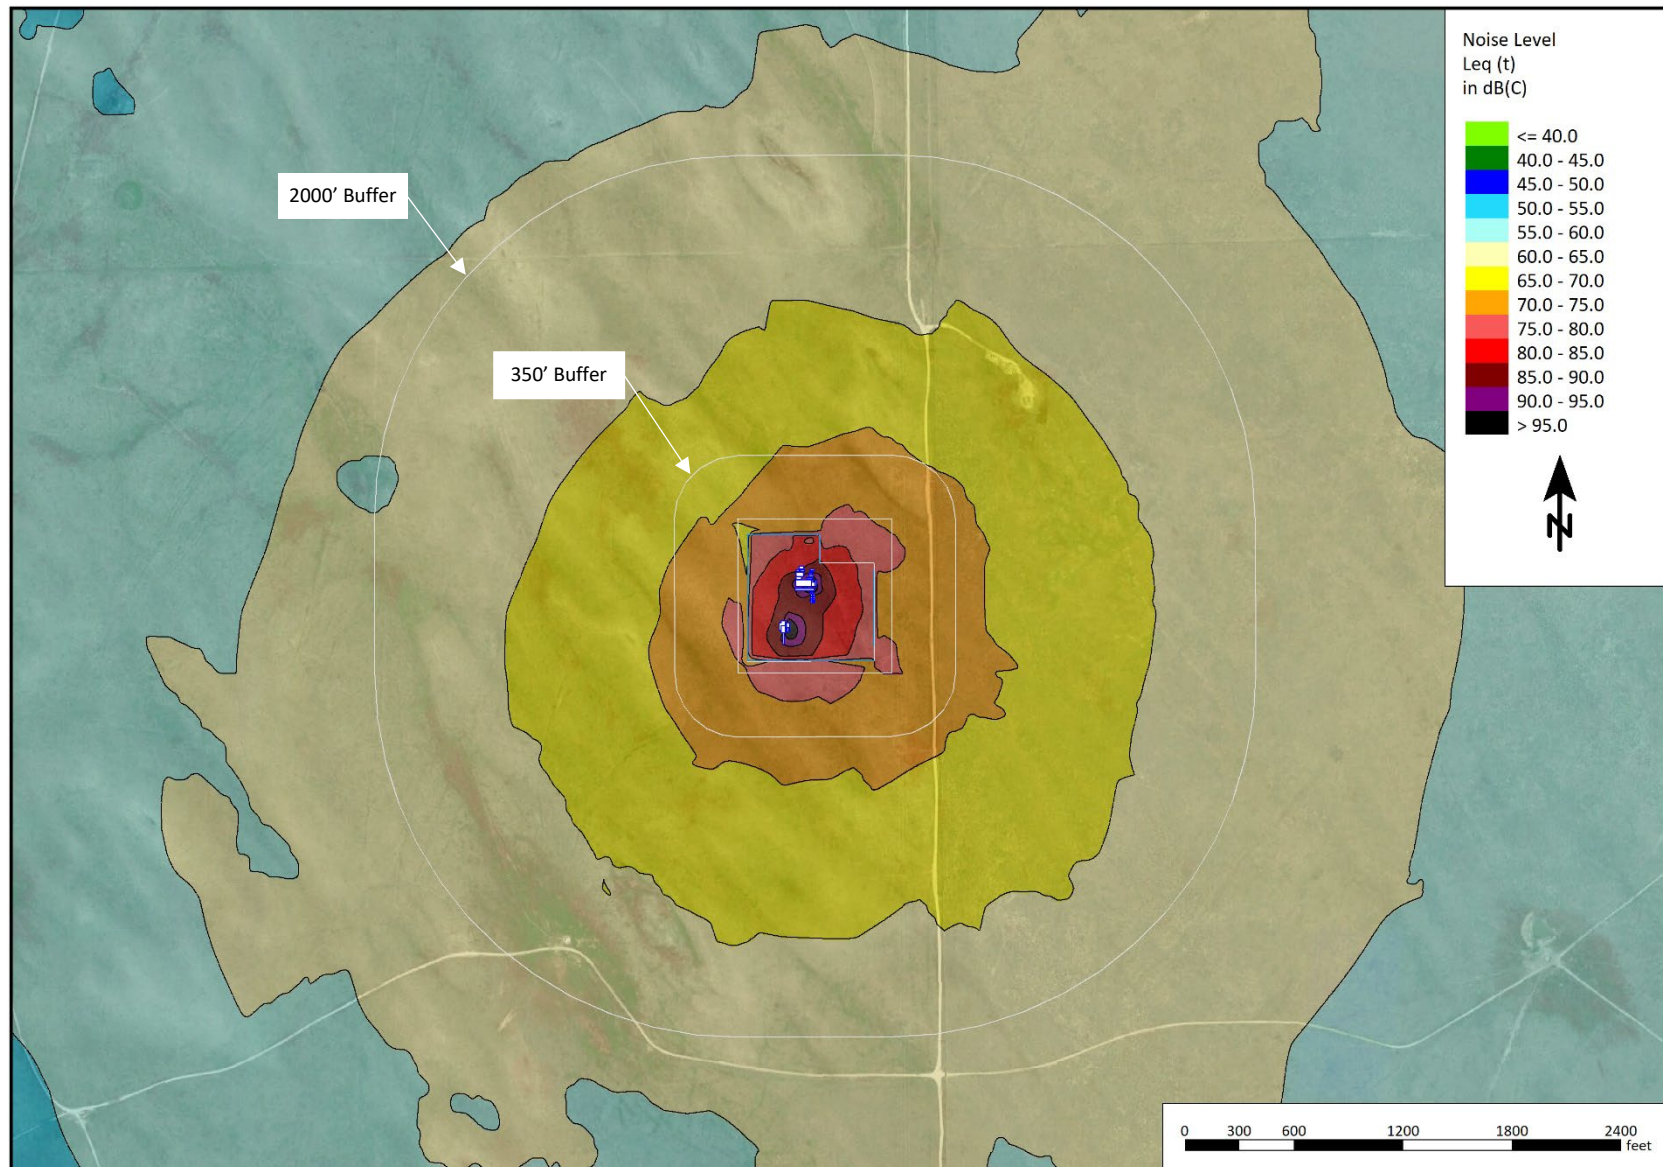 Noise Level
Leq (t)
in dB(C)
<= 40.0
40.0 - 45.0
45.0 - 50.0
50.0 - 55.0
55.0 - 60.0
60.0 - 65.0
65.0 - 70.0
70.0 - 75.0
75.0 - 80.0
80.0 - 85.0
85.0 - 90.0
90.0 - 95.0
> 95.0
N
2000’ Buffer
350’ Buffer
0 300 600 1200 1800 2400
feet